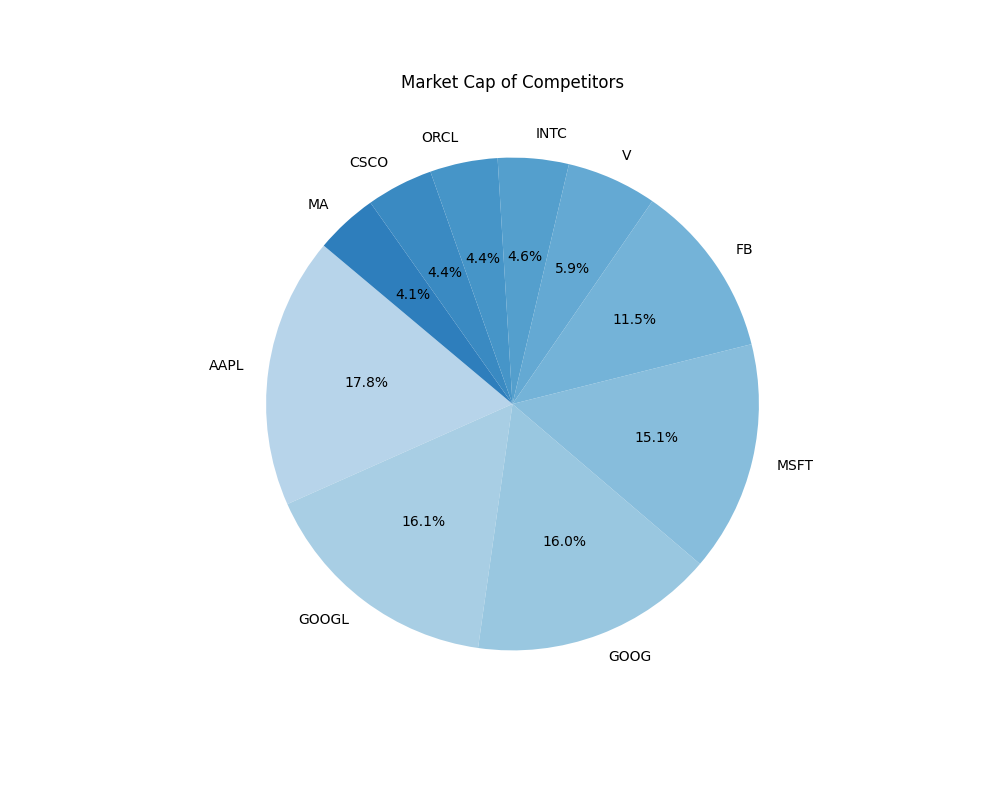 Market Cap of Competitors
INTC
ORCL
V
CSCO
MA
FB
4.6%
4.4%
5.9%
4.4%
4.1%
11.5%
AAPL
17.8%
15.1%
MSFT
16.1%
16.0%
GOOGL
GOOG